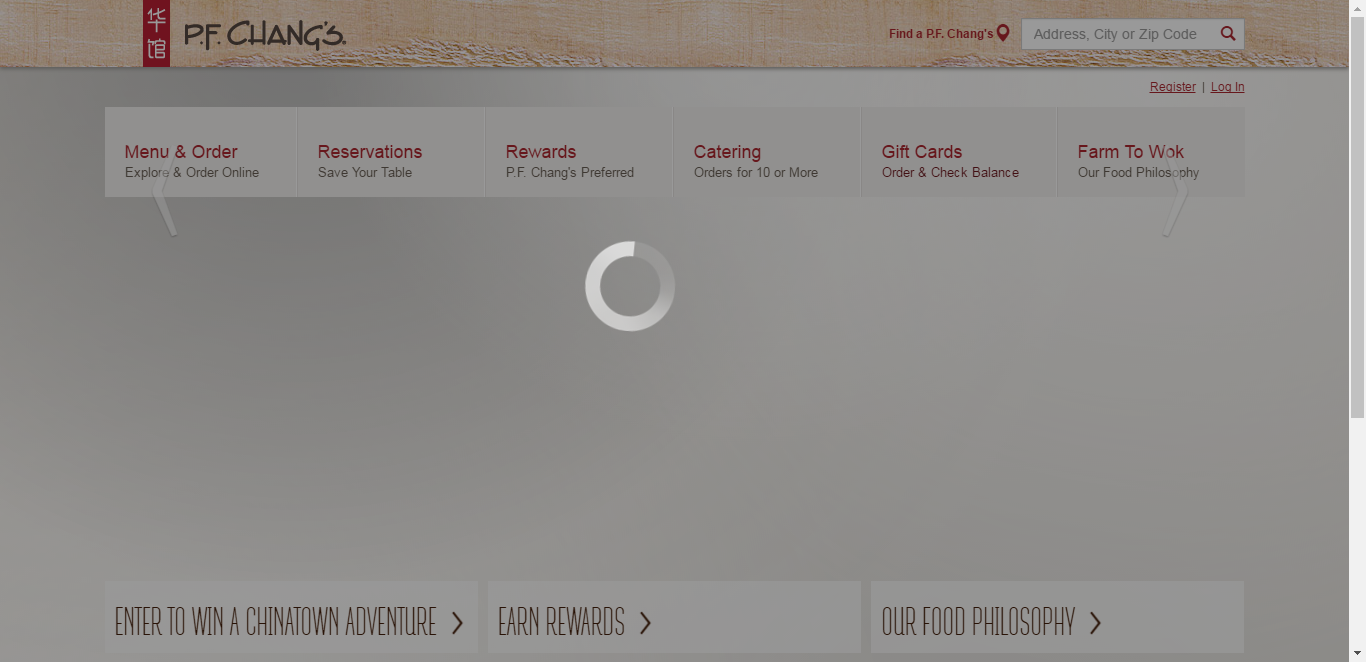 华馆
P.F. CHANG'S
Find a P.F. Chang's
Address, City or Zip Code
Register | Log In
Menu & Order
Explore & Order Online
Reservations
Save Your Table
Rewards
P.F. Chang's Preferred
Catering
Orders for 10 or More
Gift Cards
Order & Check Balance
Farm To Wok
Our Food Philosophy
ENTER TO WIN A CHINATOWN ADVENTURE
EARN REWARDS
OUR FOOD PHILOSOPHY